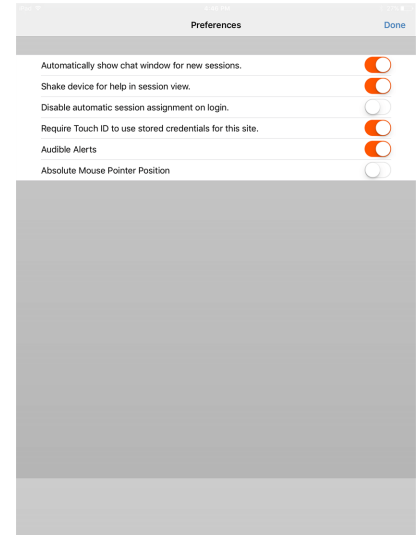 Preferences
Done
Automatically show chat window for new sessions.
Shake device for help in session view.
Disable automatic session assignment on login.
Require Touch ID to use stored credentials for this site.
Audible Alerts
Absolute Mouse Pointer Position